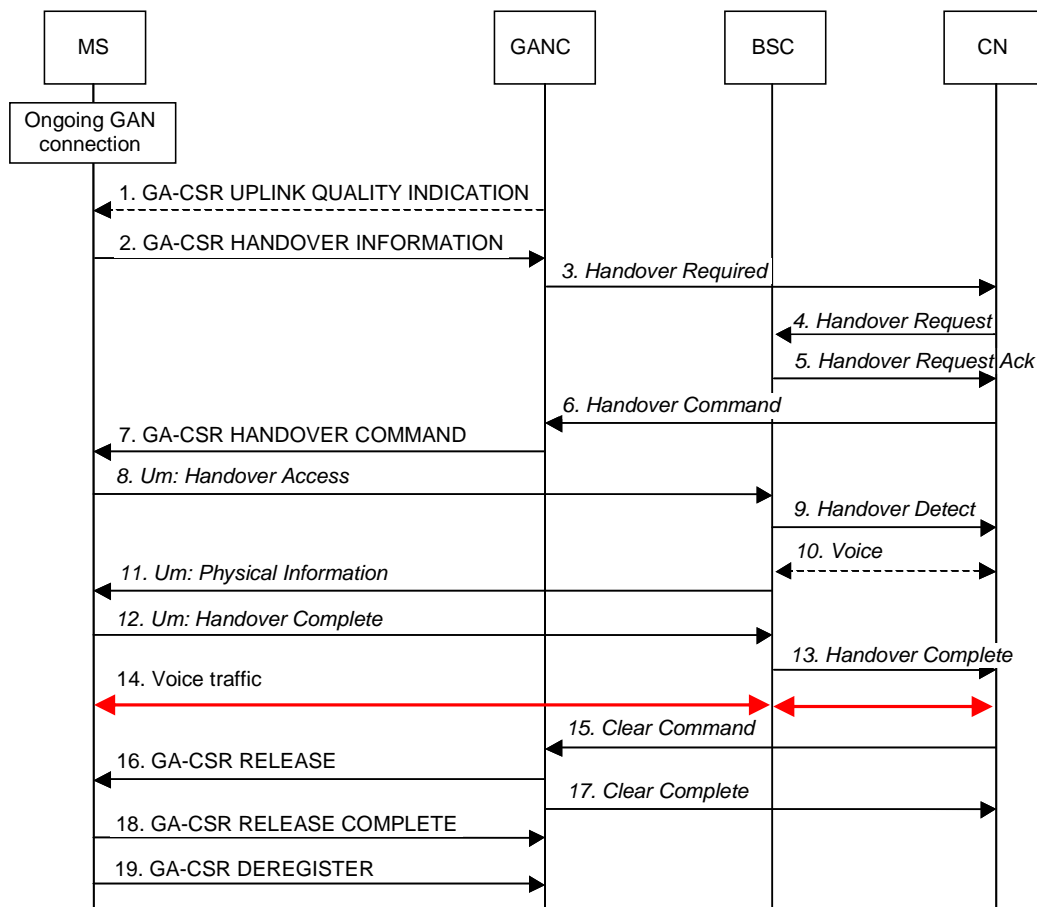 MS
GANC
BSC
CN
Ongoing GAN
connection
1. GA-CSR UPLINK QUALITY INDICATION
2. GA-CSR HANDOVER INFORMATION
3. Handover Required
4. Handover Request
5. Handover Request Ack
6. Handover Command
7. GA-CSR HANDOVER COMMAND
8. Um: Handover Access
9. Handover Detect
10. Voice
11. Um: Physical Information
12. Um: Handover Complete
13. Handover Complete
14. Voice traffic
15. Clear Command
16. GA-CSR RELEASE
17. Clear Complete
18. GA-CSR RELEASE COMPLETE
19. GA-CSR DEREGISTER